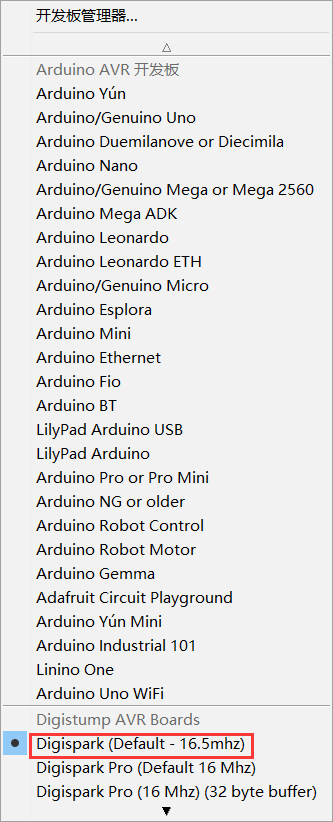 开发板管理器...
Arduino AVR 开发板
Arduino Yún
Arduino/Genuino Uno
Arduino Duemilanove or Diecimila
Arduino Nano
Arduino/Genuino Mega or Mega 2560
Arduino Mega ADK
Arduino Leonardo
Arduino Leonardo ETH
Arduino/Genuino Micro
Arduino Esplora
Arduino Mini
Arduino Ethernet
Arduino Fio
Arduino BT
LilyPad Arduino USB
LilyPad Arduino
Arduino Pro or Pro Mini
Arduino NG or older
Arduino Robot Control
Arduino Robot Motor
Arduino Gemma
Adafruit Circuit Playground
Arduino Yún Mini
Arduino Industrial 101
Linino One
Arduino Uno WiFi
Digistump AVR Boards
Digispark (Default - 16.5mhz)
Digispark Pro (Default 16 Mhz)
Digispark Pro (16 Mhz) (32 byte buffer)